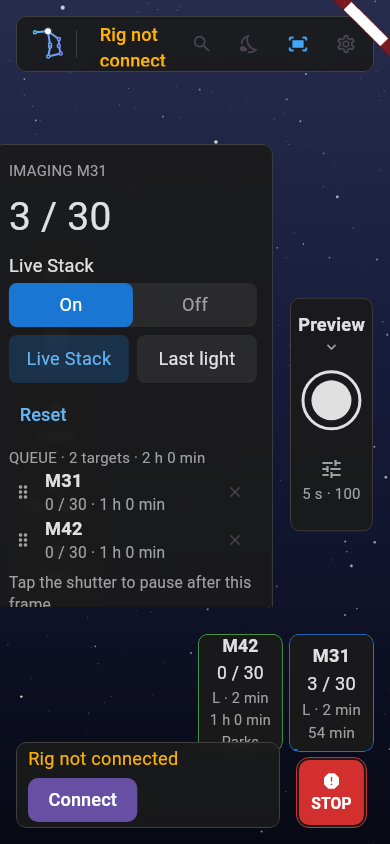 Rig not
connect
IMAGING M31
3 / 30
Live Stack
On
Off
Live Stack
Last light
Reset
QUEUE · 2 targets · 2 h 0 min
M31
0 / 30 · 1 h 0 min
M42
0 / 30 · 1 h 0 min
Tap the shutter to pause after this
frame
Preview
5 s · 100
M42
0 / 30
L · 2 min
1 h 0 min
Parks
M31
3 / 30
L · 2 min
54 min
Rig not connected
Connect
STOP